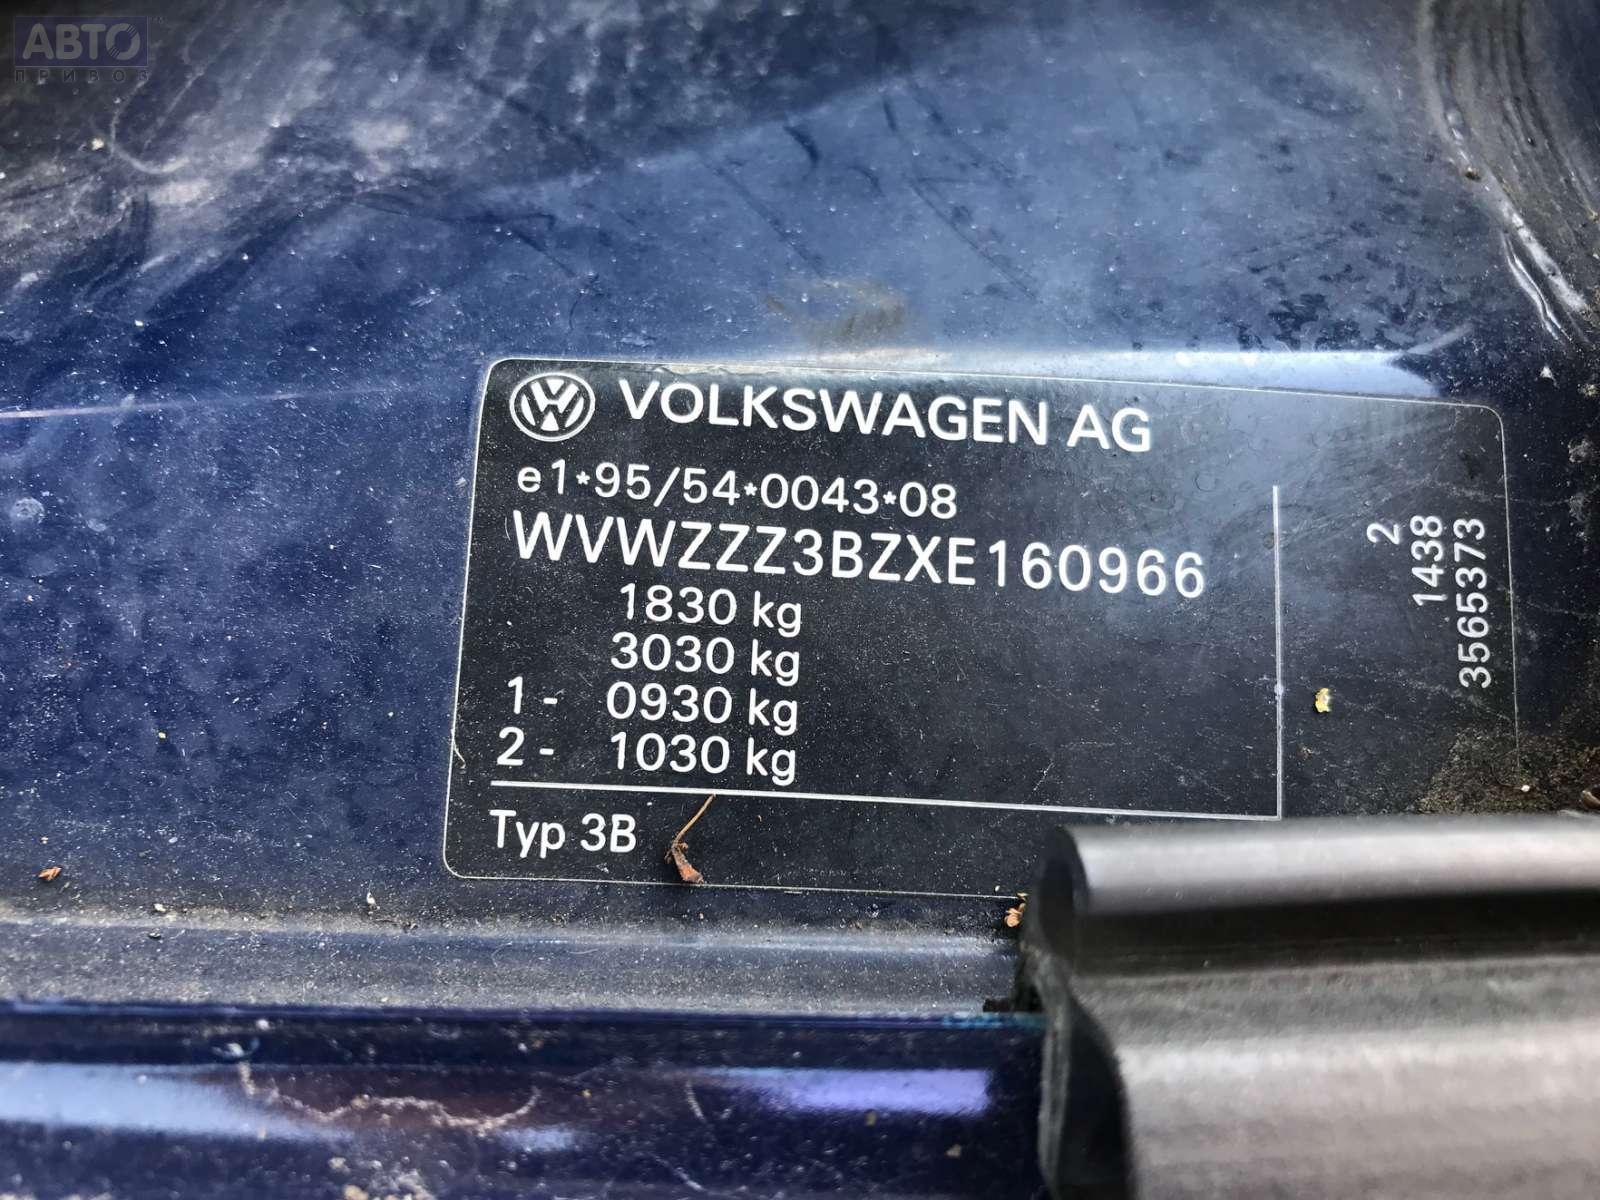 АВТО
ПРИВОЗ
VOLKSWAGEN AG
e1*95/54*0043*08
WVWZZZ3BZXE160966
1830 kg
3030 kg
1 - 0930 kg
2 - 1030 kg
Typ 3B
2
1438
35653773